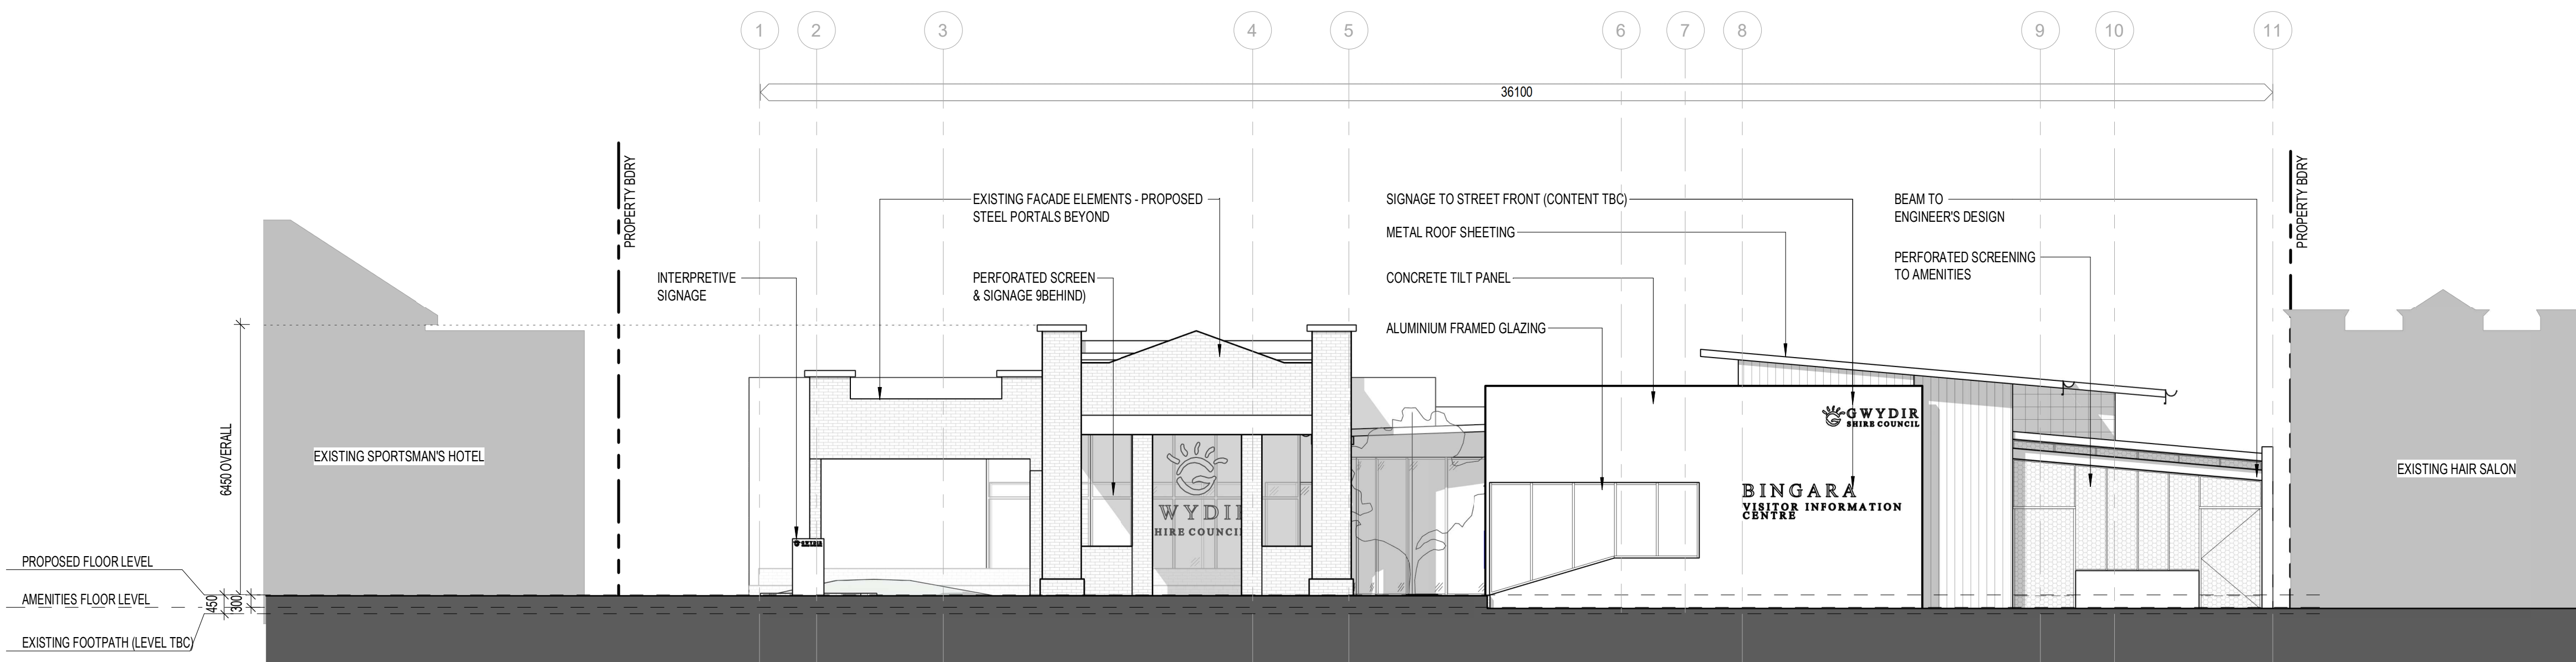 1 2 3 4 5 6 7 8 9 10 11
36100
PROPERTY BDRY
PROPERTY BDRY
EXISTING FACADE ELEMENTS - PROPOSED
STEEL PORTALS BEYOND
SIGNAGE TO STREET FRONT (CONTENT TBC)
BEAM TO
ENGINEER'S DESIGN
METAL ROOF SHEETING
PERFORATED SCREENING
TO AMENITIES
INTERPRETIVE
SIGNAGE
PERFORATED SCREEN
& SIGNAGE 9BEHIND)
CONCRETE TILT PANEL
ALUMINIUM FRAMED GLAZING
6450 OVERALL
EXISTING SPORTSMAN'S HOTEL
GWYDIR
SHIRE COUNCIL
WYDI
HIRE COUNCI
BINGARA
VISITOR INFORMATION
CENTRE
EXISTING HAIR SALON
PROPOSED FLOOR LEVEL
AMENITIES FLOOR LEVEL
450
300
EXISTING FOOTPATH (LEVEL TBC)